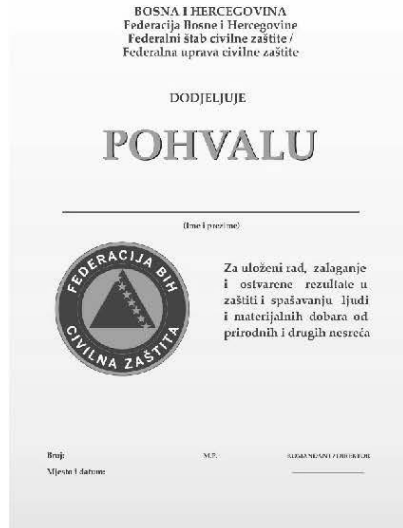 BOSNA I HERCEGOVINA
Federacija Bosne i Hercegovine
Federalni štab civilne zaštite /
Federalna uprava civilne zaštite
DODJELJUJE
POHVALU
(Ime i prezime)
FEDERACIJA BIH
CIVILNA ZAŠTITA
Za uloženi rad, zalaganje
i ostvarene rezultate u
zaštiti i spašavanju ljudi
i materijalnih dobara od
prirodnih i drugih nesreća
Broj: M.P. KOMANDANT / DIREKTOR
Mjesto i datum: